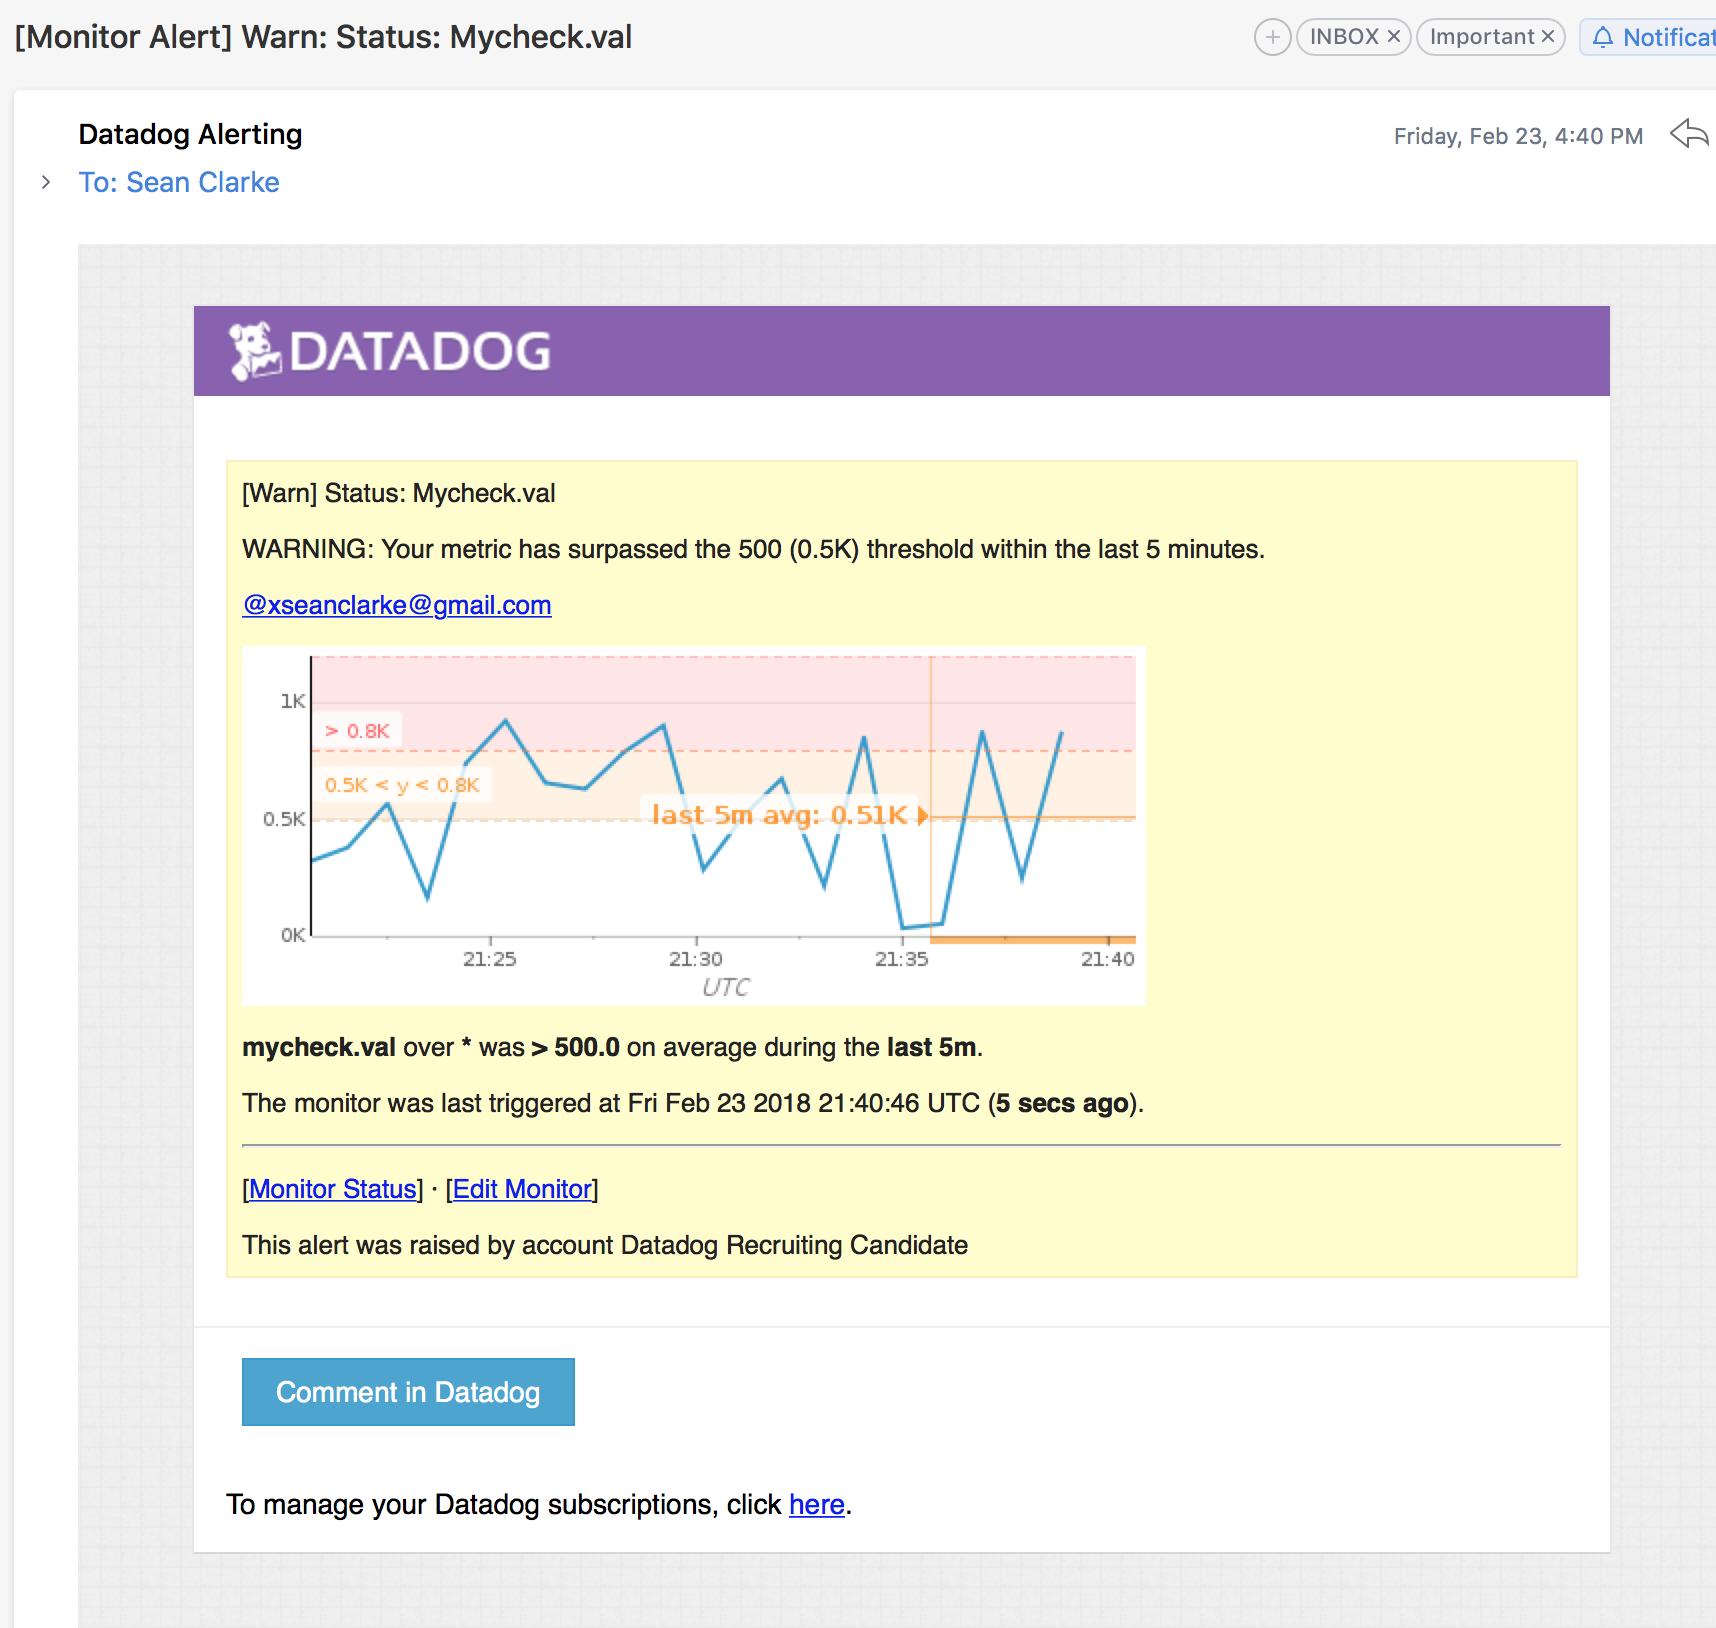 [Monitor Alert] Warn: Status: Mycheck.val
INBOX ×
Important ×
Notificat
Datadog Alerting
Friday, Feb 23, 4:40 PM
To: Sean Clarke
DATADOG
[Warn] Status: Mycheck.val
WARNING: Your metric has surpassed the 500 (0.5K) threshold within the last 5 minutes.
@xseanclarke@gmail.com
1K
> 0.8K
0.5K < y < 0.8K
0.5K
last 5m avg: 0.51K
0K
21:25 21:30 21:35 21:40
UTC
mycheck.val over * was > 500.0 on average during the last 5m.
The monitor was last triggered at Fri Feb 23 2018 21:40:46 UTC (5 secs ago).
[Monitor Status] · [Edit Monitor]
This alert was raised by account Datadog Recruiting Candidate
Comment in Datadog
To manage your Datadog subscriptions, click here.